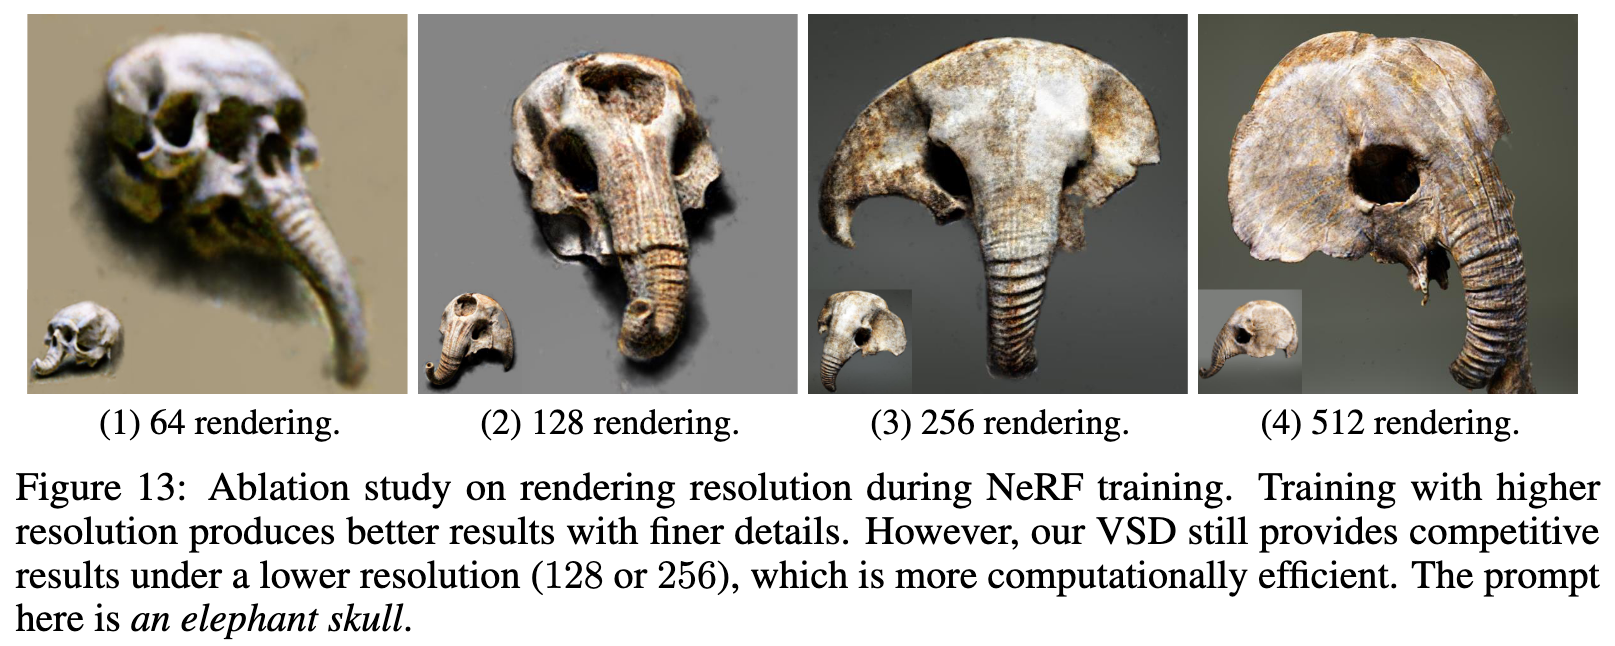 (1) 64 rendering.
(2) 128 rendering.
(3) 256 rendering.
(4) 512 rendering.
Figure 13: Ablation study on rendering resolution during NeRF training. Training with higher
resolution produces better results with finer details. However, our VSD still provides competitive
results under a lower resolution (128 or 256), which is more computationally efficient. The prompt
here is an elephant skull.